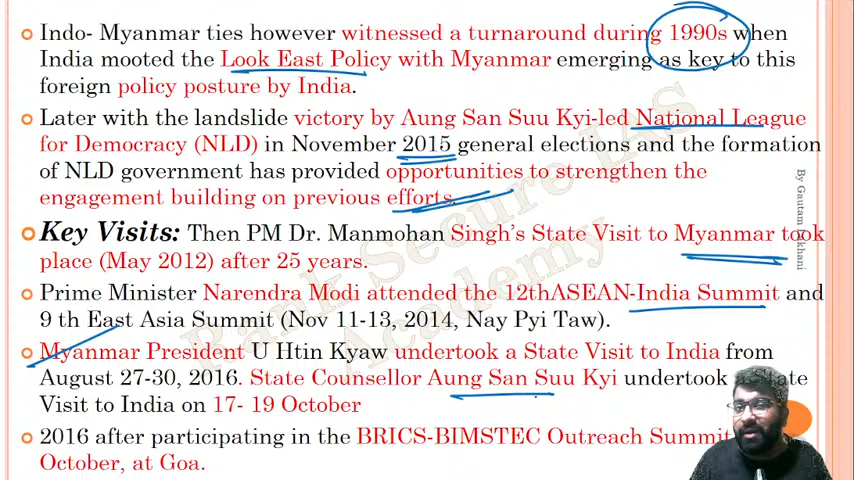 Indo- Myanmar ties however witnessed a turnaround during 1990s when
India mooted the Look East Policy with Myanmar emerging as key to this
foreign policy posture by India.
Later with the landslide victory by Aung San Suu Kyi-led National League
for Democracy (NLD) in November 2015 general elections and the formation
of NLD government has provided opportunities to strengthen the
engagement building on previous efforts.
Key Visits: Then PM Dr. Manmohan Singh's State Visit to Myanmar took
place (May 2012) after 25 years.
Prime Minister Narendra Modi attended the 12thASEAN-India Summit and
9 th East Asia Summit (Nov 11-13, 2014, Nay Pyi Taw).
Myanmar President U Htin Kyaw undertook a State Visit to India from
August 27-30, 2016. State Counsellor Aung San Suu Kyi undertook State
Visit to India on 17- 19 October
2016 after participating in the BRICS-BIMSTEC Outreach Summit
October, at Goa.
Rank Secure IAS
Academy
By Gautam